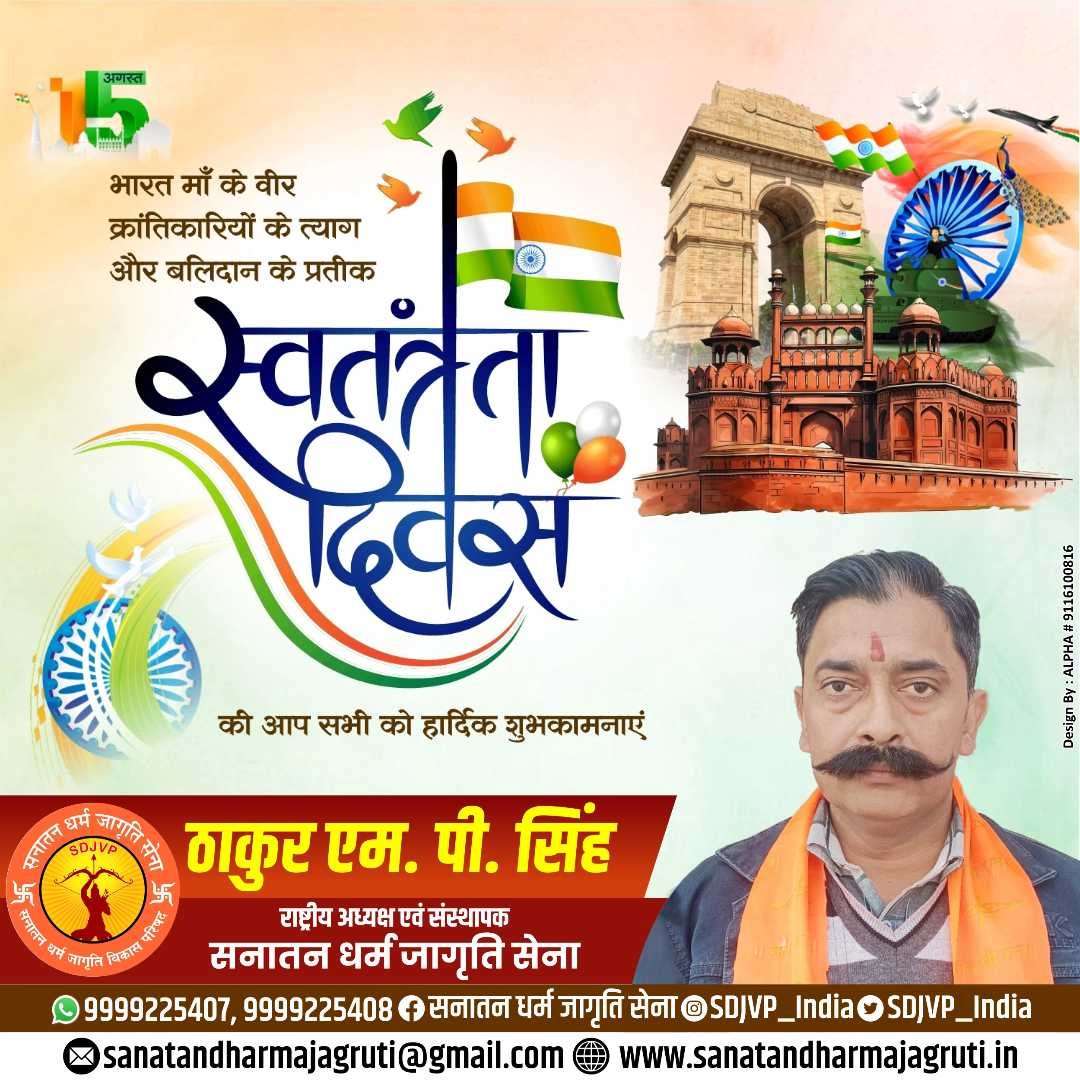 15 अगस्त
भारत माँ के वीर
क्रांतिकारियों के त्याग
और बलिदान के प्रतीक
स्वतंत्रता
दिवस
की आप सभी को हार्दिक शुभकामनाएं
Design By : ALPHA # 9116100816
सनातन धर्म जागृति सेना
SDJVP
सनातन धर्म जागृति विकास परिषद
ठाकुर एम. पी. सिंह
राष्ट्रीय अध्यक्ष एवं संस्थापक
सनातन धर्म जागृति सेना
9999225407, 9999225408 सनातन धर्म जागृति सेना SDJVP_India SDJVP_India
sanatandharmajagruti@gmail.com www.sanatandharmajagruti.in